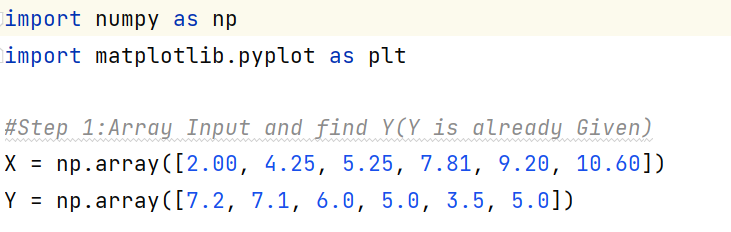 import numpy as np
import matplotlib.pyplot as plt
#Step 1:Array Input and find Y(Y is already Given)
X = np.array([2.00, 4.25, 5.25, 7.81, 9.20, 10.60])
Y = np.array([7.2, 7.1, 6.0, 5.0, 3.5, 5.0])